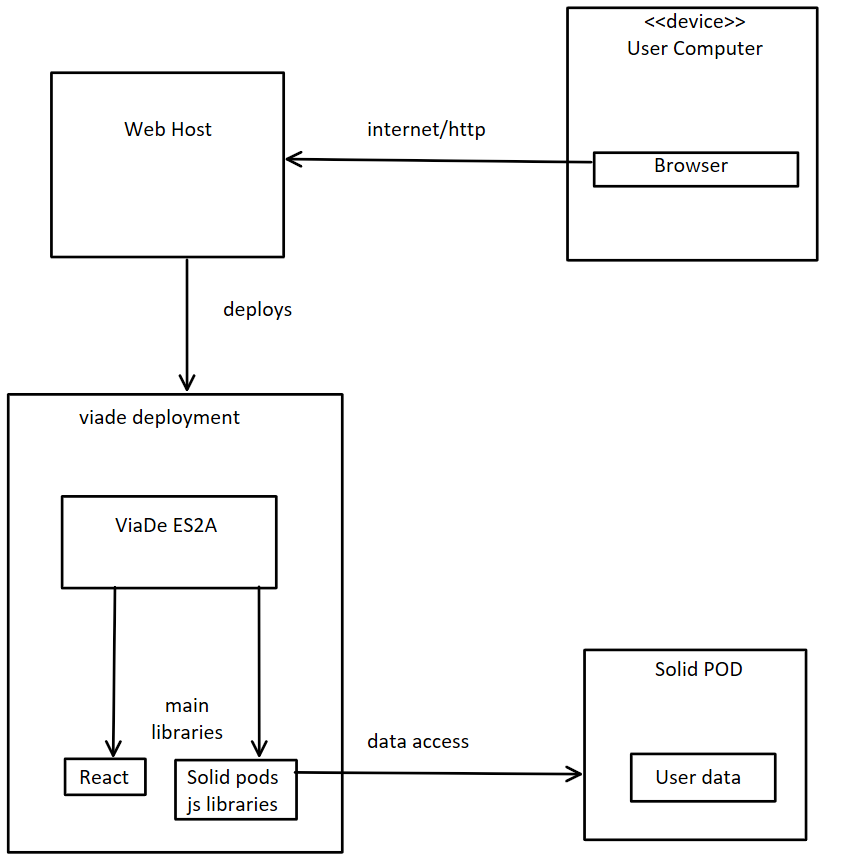 <<device>>
User Computer
Web Host
internet/http
Browser
deploys
viade deployment
ViaDe ES2A
main
libraries
React
Solid pods
js libraries
data access
Solid POD
User data